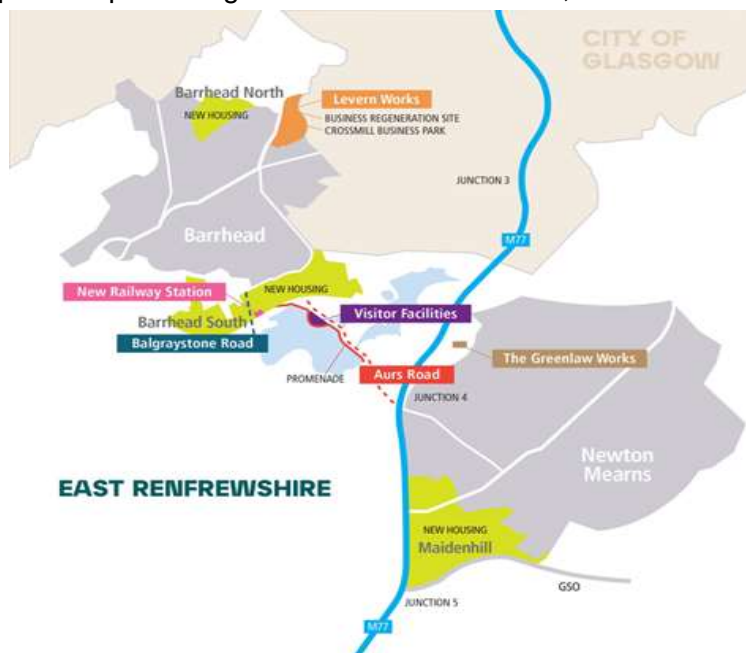 CITY OF
GLASGOW
Barrhead North
NEW HOUSING
Levern Works
BUSINESS REGENERATION SITE
CROSSMILL BUSINESS PARK
JUNCTION 3
M77
Barrhead
NEW HOUSING
New Railway Station
Barrhead South
Visitor Facilities
Balgraystone Road
The Greenlaw Works
PROMENADE
Aurs Road
JUNCTION 4
Newton
Mearns
EAST RENFREWSHIRE
NEW HOUSING
Maidenhill
GSO
JUNCTION 5
M77